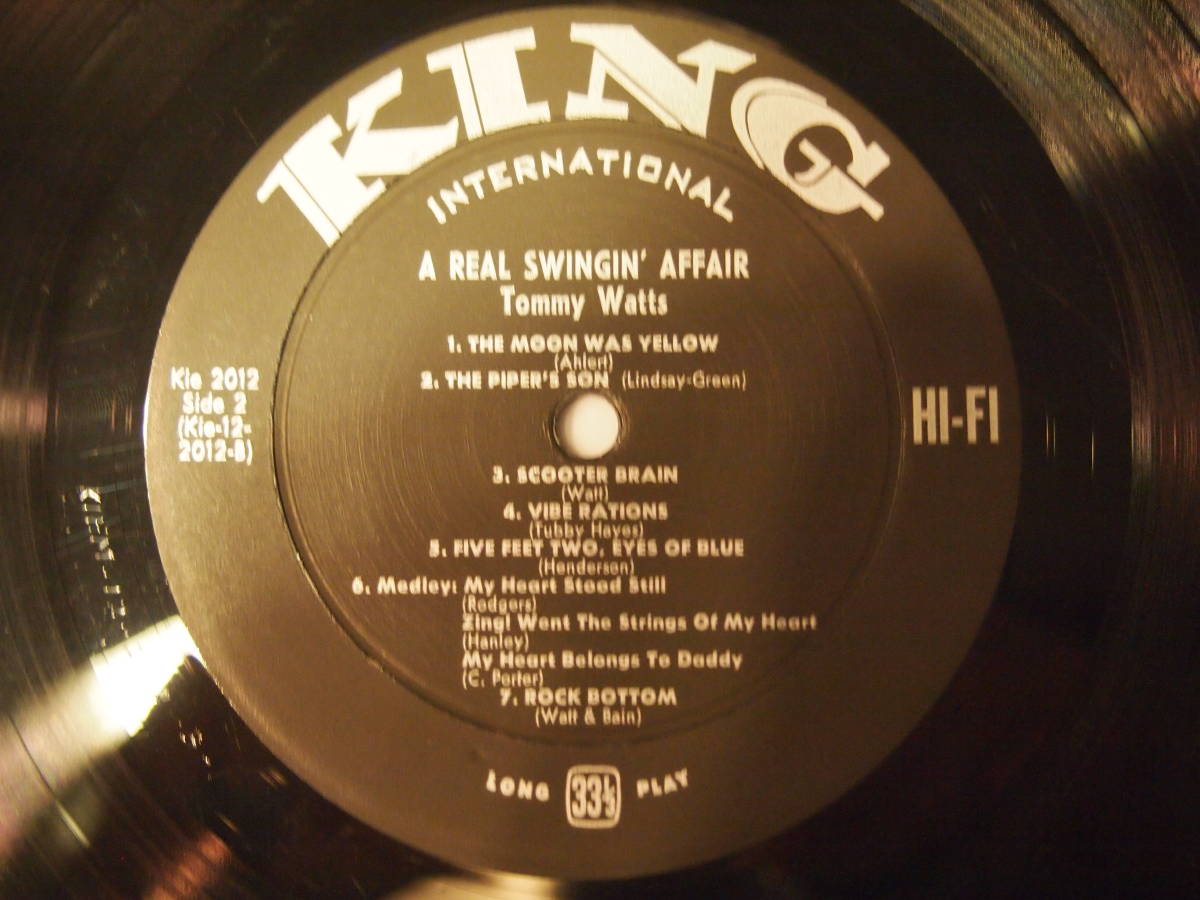 KING
INTERNATIONAL
A REAL SWINGIN' AFFAIR
Tommy Watts
1. THE MOON WAS YELLOW
(Ahlert)
2. THE PIPER'S SON (Lindsay-Green)
Kie 2012
Side 2
(Kie-12-
2012-B)
HI-FI
3. SCOOTER BRAIN
(Watt)
4. VIBE RATIONS
(Tubby Hayes)
5. FIVE FEET TWO, EYES OF BLUE
(Henderson)
6. Medley: My Heart Stood Still
(Rodgers)
Zing! Went The Strings Of My Heart
(Hanley)
My Heart Belongs To Daddy
(C. Porter)
7. ROCK BOTTOM
(Watt & Bain)
LONG 33⅓ PLAY